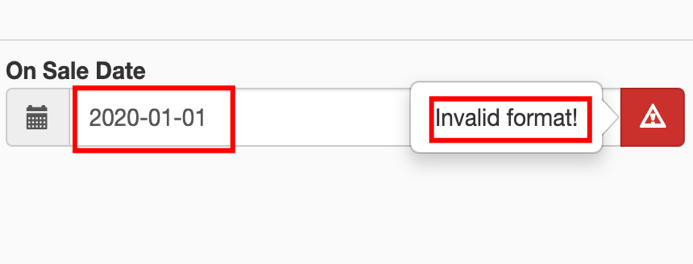 On Sale Date
2020-01-01
Invalid format!